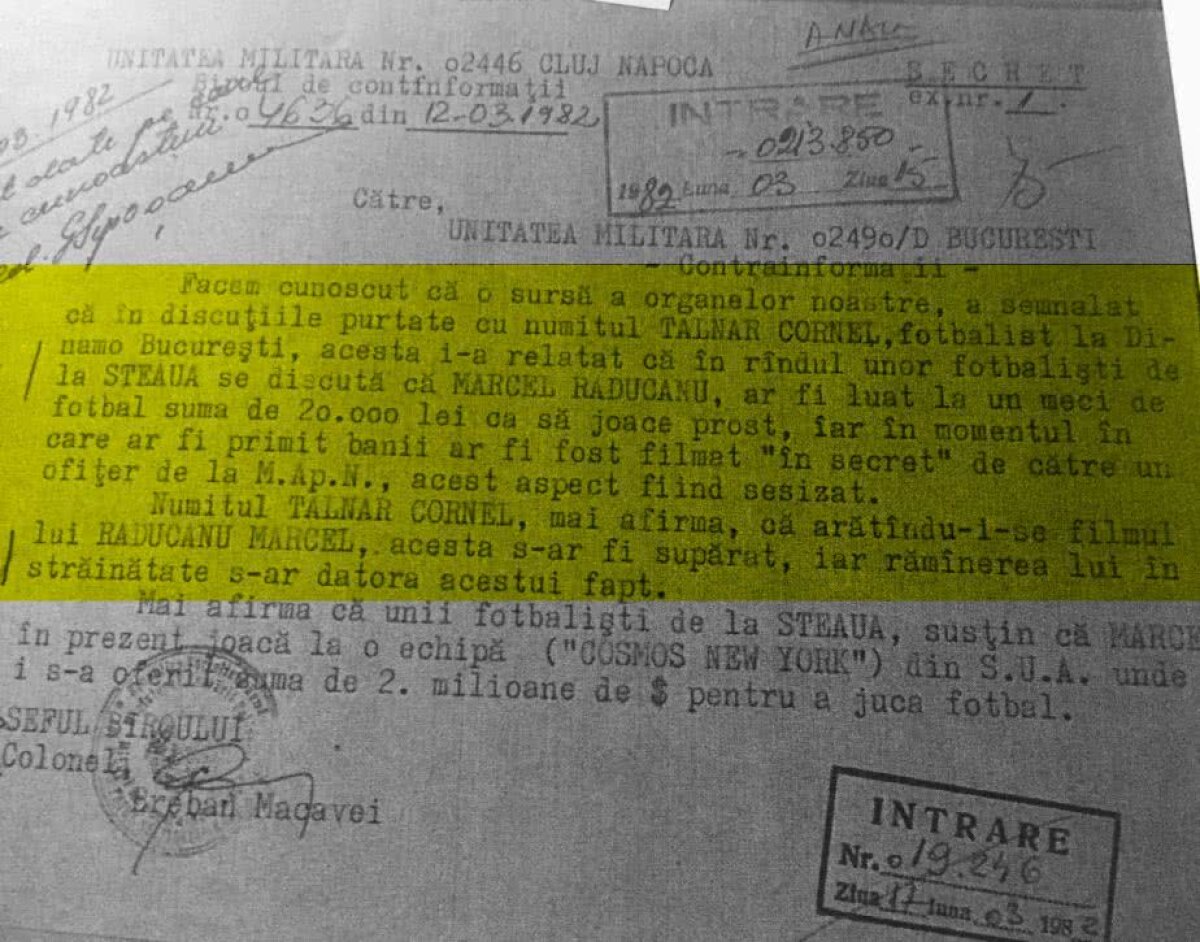 ANALI
UNITATEA MILITARA Nr. o2446 CLUJ NAPOCA
Biroul de continformaţii
S E C R E T
ex.nr. 1.
Nr.o 4636 din 12-03.1982
INTRARE
0213.850
1982 Luna 03 Ziua 15
03. 1982
Către,
UNITATEA MILITARA Nr. o249o/D BUCURESTI
- Contrainforma ii -
Facem cunoscut că o sursă a organelor noastre, a semnalat
că în discuţiile purtate cu numitul TALNAR CORNEL,fotbalist la Di-
namo Bucureşti, acesta i-a relatat că în rîndul unor fotbalişti de
la STEAUA se discută că MARCEL RADUCANU, ar fi luat la un meci de
fotbal suma de 2o.ooo lei ca să joace prost, iar în momentul în
care ar fi primit banii ar fi fost filmat "în secret" de către un
ofiţer de la M.Ap.N., acest aspect fiind sesizat.
Numitul TALNAR CORNEL, mai afirma, că arătîndu-i-se filmul
lui RADUCANU MARCEL, acesta s-ar fi supărat, iar rămînerea lui în
străinătate s-ar datora acestui fapt.
Mai afirma că unii fotbalişti de la STEAUA, susţin că MARCE
în prezent joacă la o echipă ("COSMOS NEW YORK") din S.U.A. unde
i s-a oferit suma de 2. milioane de $ pentru a juca fotbal.
SEFUL BIROULUI
Colonel,
Macavei
INTRARE
Nr. o 19.246
Ziua 17 luna 03 1982